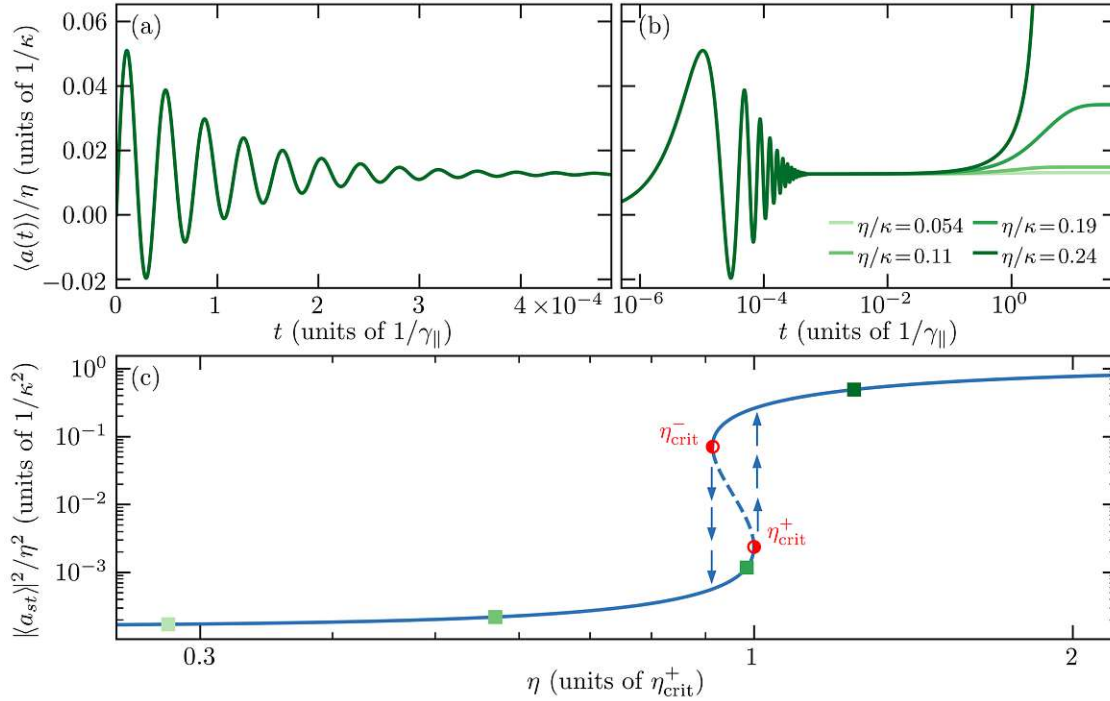 (a)
⟨a(t)⟩/η (units of 1/κ)
0.06
0.04
0.02
0.00
−0.02
0 1 2 3 4 ×10⁻⁴
t (units of 1/γ∥)
(b)
η/κ=0.054 η/κ=0.19
η/κ=0.11 η/κ=0.24
10⁻⁶ 10⁻⁴ 10⁻² 10⁰
t (units of 1/γ∥)
(c)
|⟨a_st⟩|²/η² (units of 1/κ²)
10⁰
10⁻¹
10⁻²
10⁻³
η⁻_crit
η⁺_crit
0.3 1 2
η (units of η⁺_crit)